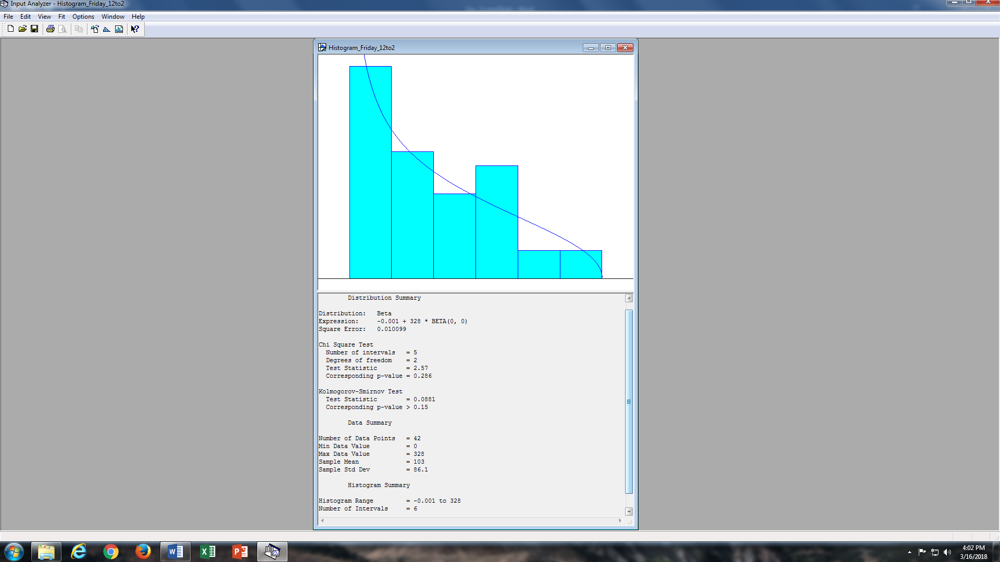 Input Analyzer - Histogram_Friday_12to2
File Edit View Fit Options Window Help
Histogram_Friday_12to2
Distribution Summary
Distribution: Beta
Expression: -0.001 + 328 * BETA(0, 0)
Square Error: 0.010099
Chi Square Test
Number of intervals = 5
Degrees of freedom = 2
Test Statistic = 2.57
Corresponding p-value = 0.286
Kolmogorov-Smirnov Test
Test Statistic = 0.0881
Corresponding p-value > 0.15
Data Summary
Number of Data Points = 42
Min Data Value = 0
Max Data Value = 328
Sample Mean = 103
Sample Std Dev = 86.1
Histogram Summary
Histogram Range = -0.001 to 328
Number of Intervals = 6
4:02 PM
3/16/2018